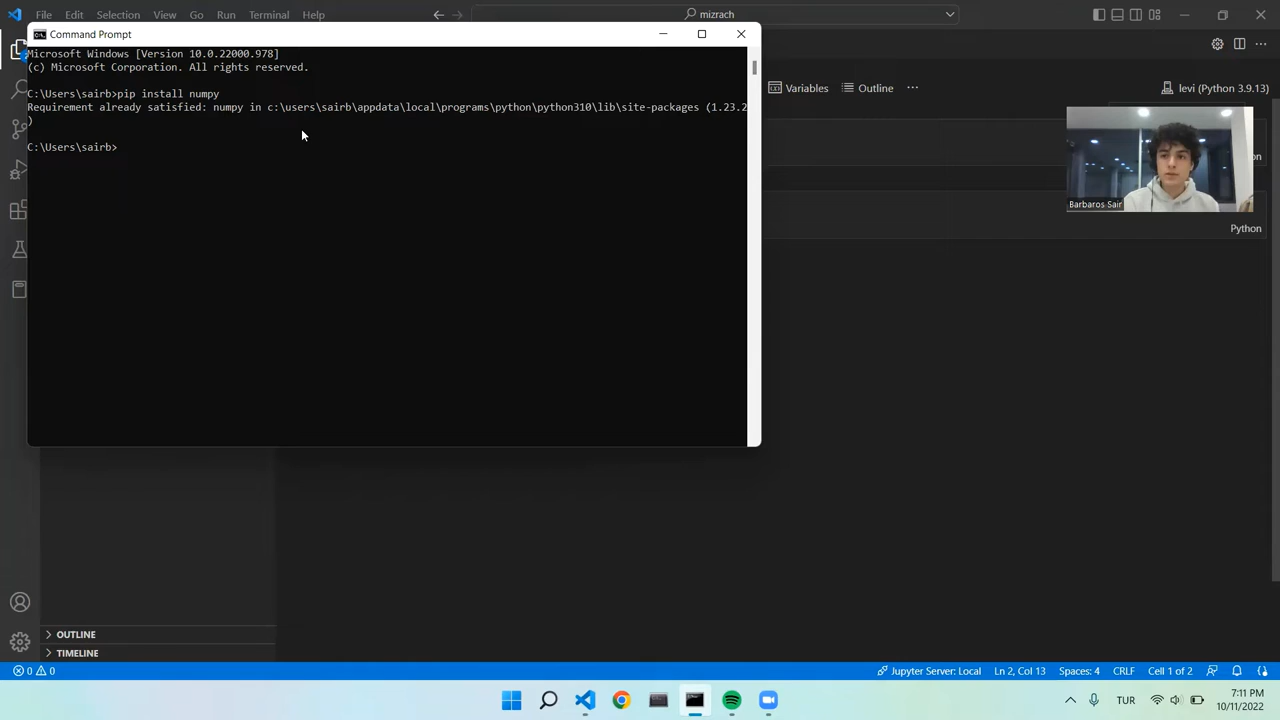 File Edit Selection View Go Run Terminal Help
mizrach
Command Prompt
Microsoft Windows [Version 10.0.22000.978]
(c) Microsoft Corporation. All rights reserved.
C:\Users\sairb>pip install numpy
Requirement already satisfied: numpy in c:\users\sairb\appdata\local\programs\python\python310\lib\site-packages (1.23.2
)
C:\Users\sairb>
Variables Outline ··· levi (Python 3.9.13)
Barbaros Sair
Python
OUTLINE
TIMELINE
0 0 Jupyter Server: Local Ln 2, Col 13 Spaces: 4 CRLF Cell 1 of 2
TUR
7:11 PM
10/11/2022